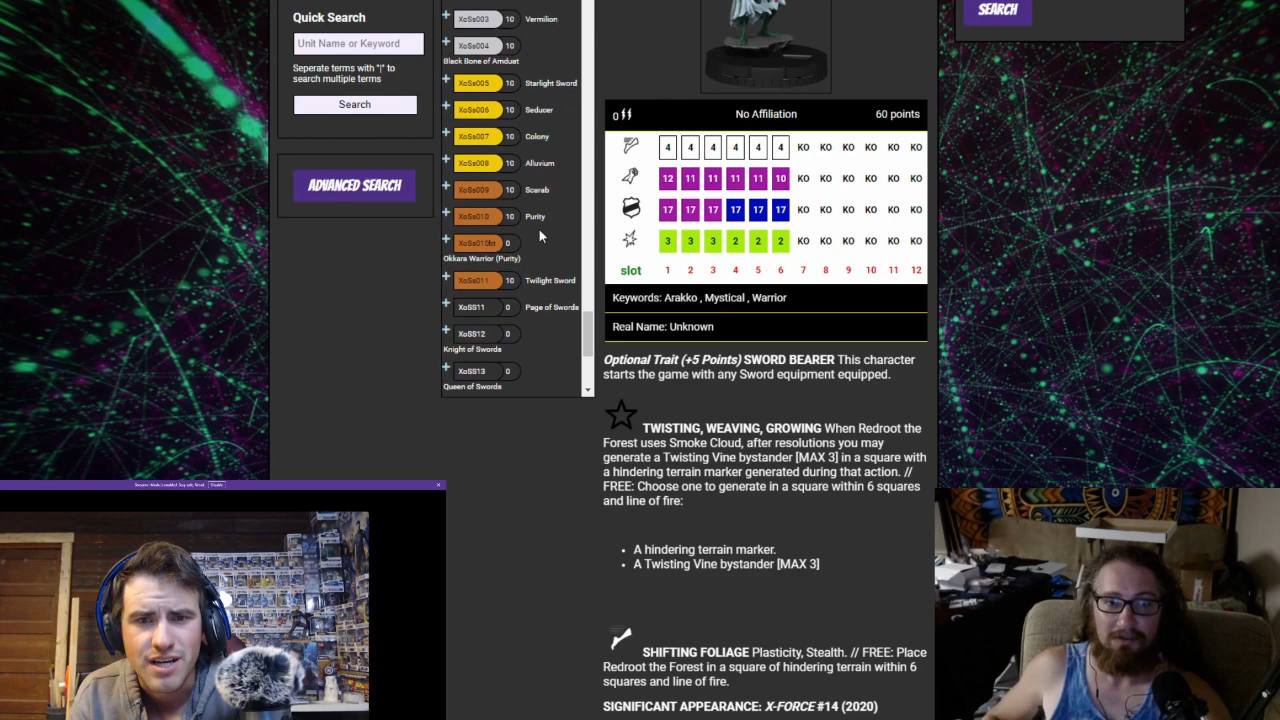 Quick Search
Unit Name or Keyword
Seperate terms with "|" to
search multiple terms
Search
ADVANCED SEARCH
XoSs003 10 Vermilion
XoSs004 10
Black Bone of Amduat
XoSs005 10 Starlight Sword
XoSs006 10 Seducer
XoSs007 10 Colony
XoSs008 10 Alluvium
XoSs009 10 Scarab
XoSs010 10 Purity
XoSs010bt 0
Okkara Warrior (Purity)
XoSs011 10 Twilight Sword
XoSS11 0 Page of Swords
XoSS12 0
Knight of Swords
XoSS13 0
Queen of Swords
SEARCH
0 No Affiliation 60 points
4 4 4 4 4 4 KO KO KO KO KO KO
12 11 11 11 11 10 KO KO KO KO KO KO
17 17 17 17 17 17 KO KO KO KO KO KO
3 3 3 2 2 2 KO KO KO KO KO KO
slot 1 2 3 4 5 6 7 8 9 10 11 12
Keywords: Arakko , Mystical , Warrior
Real Name: Unknown
Optional Trait (+5 Points) SWORD BEARER This character
starts the game with any Sword equipment equipped.
TWISTING, WEAVING, GROWING When Redroot the
Forest uses Smoke Cloud, after resolutions you may
generate a Twisting Vine bystander [MAX 3] in a square with
a hindering terrain marker generated during that action. //
FREE: Choose one to generate in a square within 6 squares
and line of fire:
• A hindering terrain marker.
• A Twisting Vine bystander [MAX 3]
SHIFTING FOLIAGE Plasticity, Stealth. // FREE: Place
Redroot the Forest in a square of hindering terrain within 6
squares and line of fire.
SIGNIFICANT APPEARANCE: X-FORCE #14 (2020)